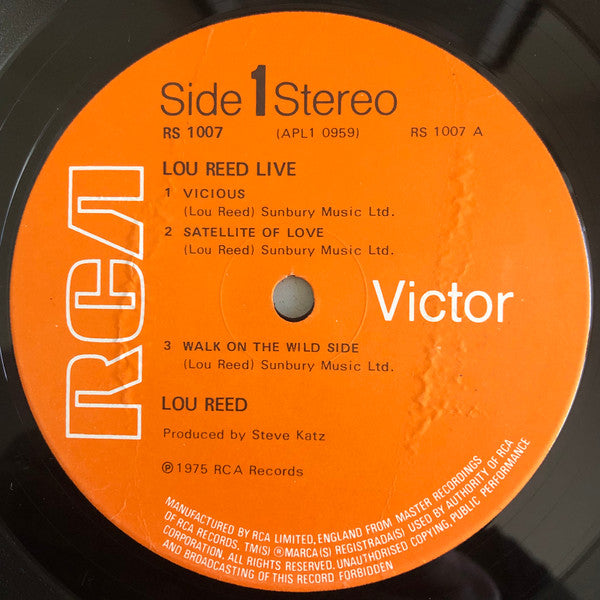 Side 1 Stereo
RS 1007 (APL1 0959) RS 1007 A
LOU REED LIVE
1 VICIOUS
(Lou Reed) Sunbury Music Ltd.
2 SATELLITE OF LOVE
(Lou Reed) Sunbury Music Ltd.
RCA Victor
3 WALK ON THE WILD SIDE
(Lou Reed) Sunbury Music Ltd.
LOU REED
Produced by Steve Katz
℗ 1975 RCA Records
MANUFACTURED BY RCA LIMITED, ENGLAND FROM MASTER RECORDINGS
OF RCA RECORDS. TM(S) ® MARCA(S) REGISTRADA(S) USED BY AUTHORITY OF RCA
CORPORATION. ALL RIGHTS RESERVED. UNAUTHORISED COPYING, PUBLIC PERFORMANCE
AND BROADCASTING OF THIS RECORD FORBIDDEN